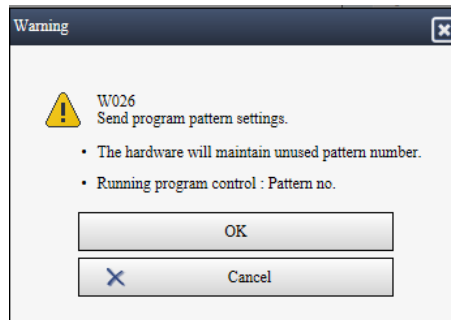 Warning
W026
Send program pattern settings.
• The hardware will maintain unused pattern number.
• Running program control : Pattern no.
OK
Cancel